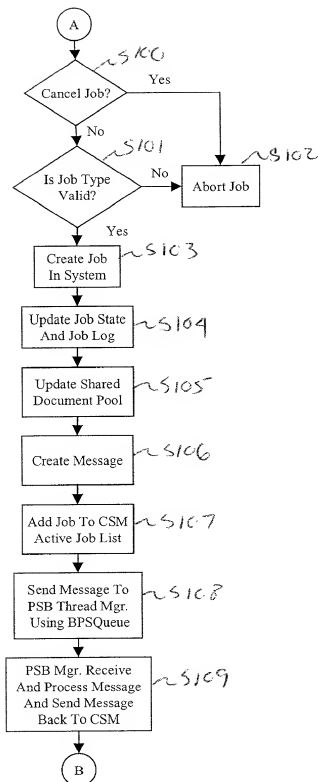 A
S100
Cancel Job?
Yes
No
S101
Is Job Type
Valid?
No
Abort Job
S102
Yes
Create Job
In System
S103
Update Job State
And Job Log
S104
Update Shared
Document Pool
S105
Create Message
S106
Add Job To CSM
Active Job List
S107
Send Message To
PSB Thread Mgr.
Using BPSQueue
S108
PSB Mgr. Receive
And Process Message
And Send Message
Back To CSM
S109
B